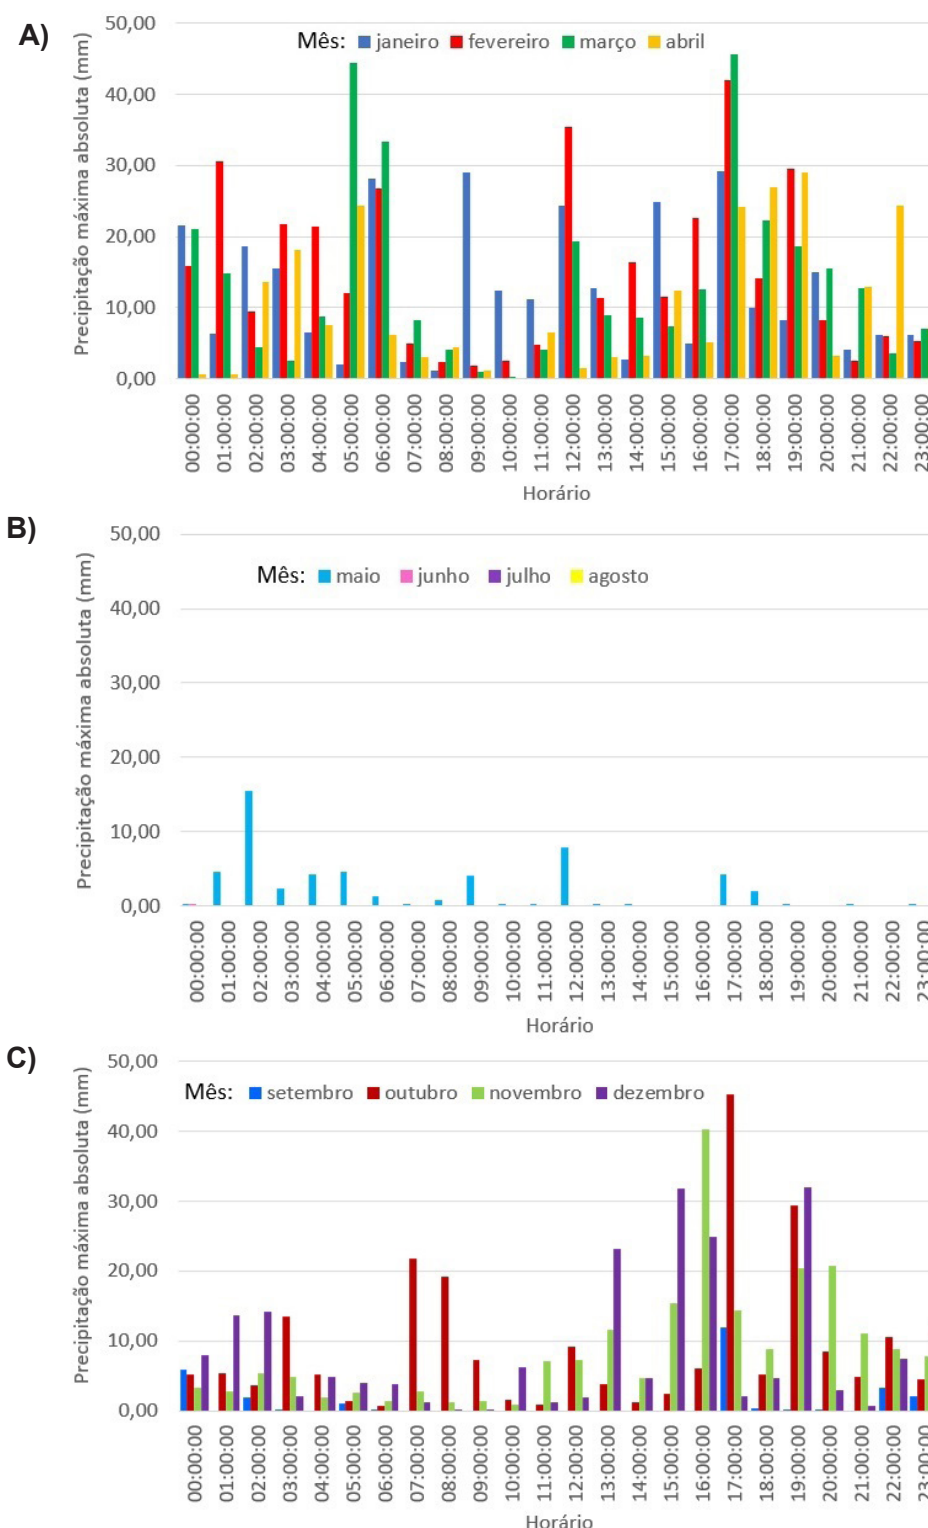 A)
Precipitação máxima absoluta (mm)
Mês: janeiro fevereiro março abril
50,00
40,00
30,00
20,00
10,00
0,00
00:00:00 01:00:00 02:00:00 03:00:00 04:00:00 05:00:00 06:00:00 07:00:00 08:00:00 09:00:00 10:00:00 11:00:00 12:00:00 13:00:00 14:00:00 15:00:00 16:00:00 17:00:00 18:00:00 19:00:00 20:00:00 21:00:00 22:00:00 23:00:00
Horário
B)
Precipitação máxima absoluta (mm)
Mês: maio junho julho agosto
50,00
40,00
30,00
20,00
10,00
0,00
00:00:00 01:00:00 02:00:00 03:00:00 04:00:00 05:00:00 06:00:00 07:00:00 08:00:00 09:00:00 10:00:00 11:00:00 12:00:00 13:00:00 14:00:00 15:00:00 16:00:00 17:00:00 18:00:00 19:00:00 20:00:00 21:00:00 22:00:00 23:00:00
Horário
C)
Precipitação máxima absoluta (mm)
Mês: setembro outubro novembro dezembro
50,00
40,00
30,00
20,00
10,00
0,00
00:00:00 01:00:00 02:00:00 03:00:00 04:00:00 05:00:00 06:00:00 07:00:00 08:00:00 09:00:00 10:00:00 11:00:00 12:00:00 13:00:00 14:00:00 15:00:00 16:00:00 17:00:00 18:00:00 19:00:00 20:00:00 21:00:00 22:00:00 23:00:00
Horário